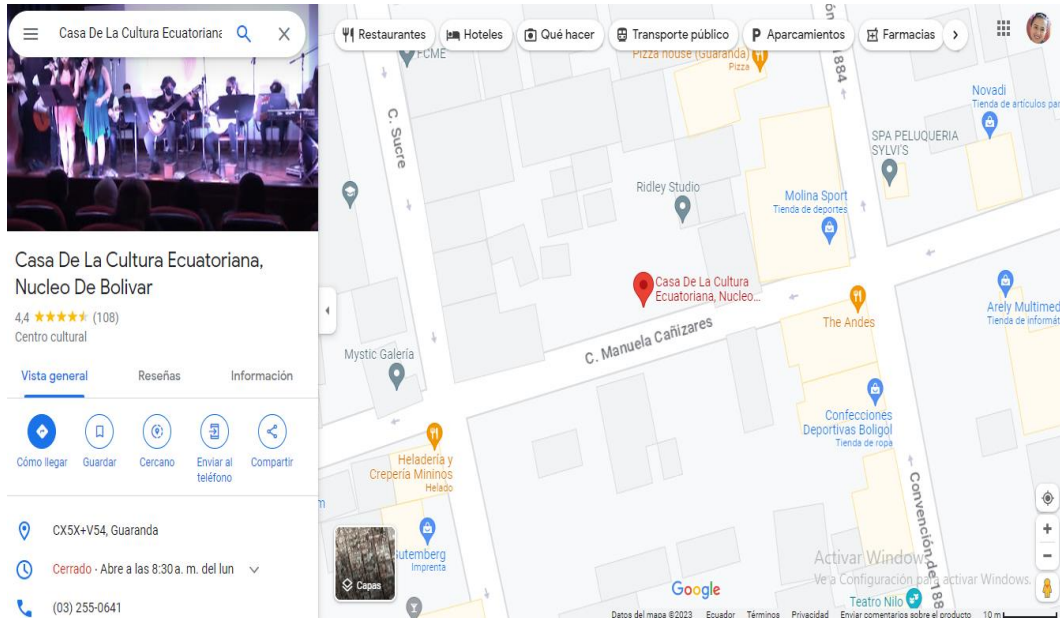 Casa De La Cultura Ecuatoriana
Restaurantes
Hoteles
Qué hacer
Transporte público
P Aparcamientos
Farmacias
Casa De La Cultura Ecuatoriana,
Nucleo De Bolivar
4,4 (108)
Centro cultural
Vista general
Reseñas
Información
Cómo llegar
Guardar
Cercano
Enviar al
teléfono
Compartir
CX5X+V54, Guaranda
Cerrado · Abre a las 8:30 a. m. del lun
(03) 255-0641
FCME
Pizza house (Guaranda)
Pizza
1884
Novadi
Tienda de artículos par
SPA PELUQUERIA
SYLVI'S
C. Sucre
Ridley Studio
Molina Sport
Tienda de deportes
Casa De La Cultura
Ecuatoriana, Nucleo...
The Andes
Arely Multimed
Tienda de informát
C. Manuela Cañizares
Mystic Galería
Confecciones
Deportivas Boligol
Tienda de ropa
Heladería y
Crepería Mininos
Helado
Convención de 188
utemberg
Imprenta
Capas
Google
Activar Windows
Ve a Configuración para activar Windows.
Teatro Nilo
Datos del mapa ©2023 Ecuador Términos Privacidad Enviar comentarios sobre el producto 10 m